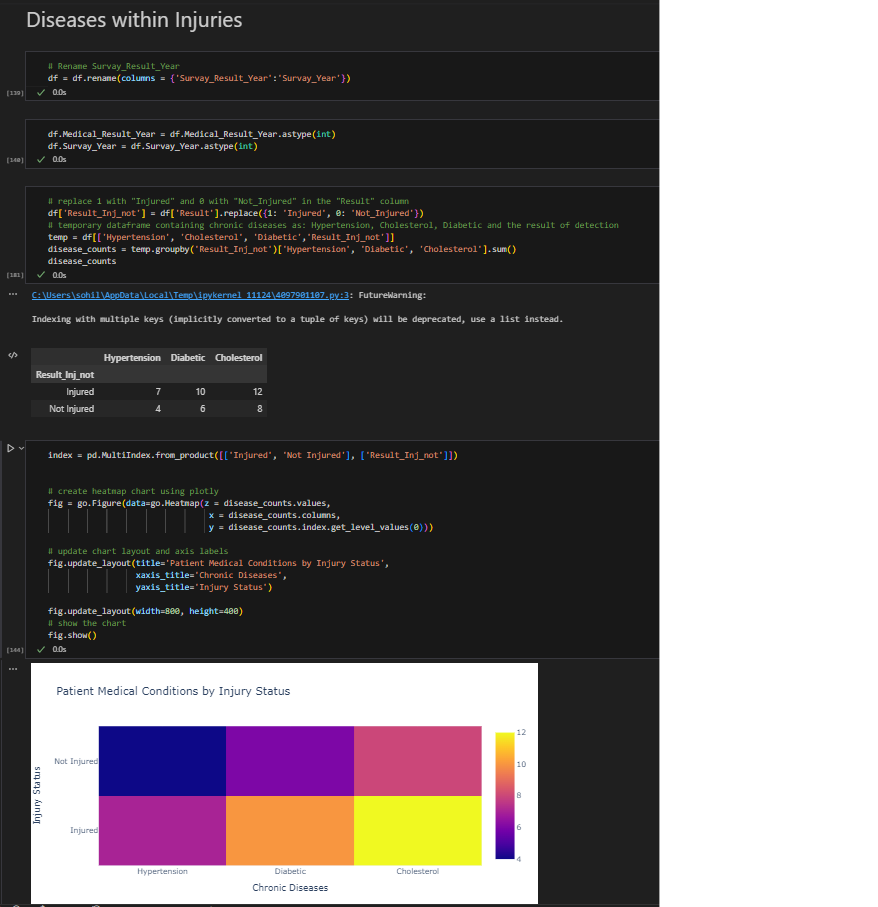 Diseases within Injuries
# Rename Survay_Result_Year
df = df.rename(columns = {'Survay_Result_Year':'Survay_Year'})
[139]
0.0s
df.Medical_Result_Year = df.Medical_Result_Year.astype(int)
df.Survay_Year = df.Survay_Year.astype(int)
[140]
0.0s
# replace 1 with "Injured" and 0 with "Not_Injured" in the "Result" column
df['Result_Inj_not'] = df['Result'].replace({1: 'Injured', 0: 'Not_Injured'})
# temporary dataframe containing chronic diseases as: Hypertension, Cholesterol, Diabetic and the result of detection
temp = df[['Hypertension', 'Cholesterol', 'Diabetic','Result_Inj_not']]
disease_counts = temp.groupby('Result_Inj_not')['Hypertension', 'Diabetic', 'Cholesterol'].sum()
disease_counts
[181]
0.0s
... C:\Users\sohil\AppData\Local\Temp\ipykernel_11124\4097901107.py:3: FutureWarning:
Indexing with multiple keys (implicitly converted to a tuple of keys) will be deprecated, use a list instead.
</> Hypertension Diabetic Cholesterol
Result_Inj_not
Injured 7 10 12
Not Injured 4 6 8
index = pd.MultiIndex.from_product([['Injured', 'Not Injured'], ['Result_Inj_not']])
# create heatmap chart using plotly
fig = go.Figure(data=go.Heatmap(z = disease_counts.values,
x = disease_counts.columns,
y = disease_counts.index.get_level_values(0)))
# update chart layout and axis labels
fig.update_layout(title='Patient Medical Conditions by Injury Status',
xaxis_title='Chronic Diseases',
yaxis_title='Injury Status')
fig.update_layout(width=800, height=400)
# show the chart
fig.show()
[144]
0.0s
...
Patient Medical Conditions by Injury Status
Injury Status
Not Injured
Injured
Hypertension Diabetic Cholesterol
Chronic Diseases
12
10
8
6
4